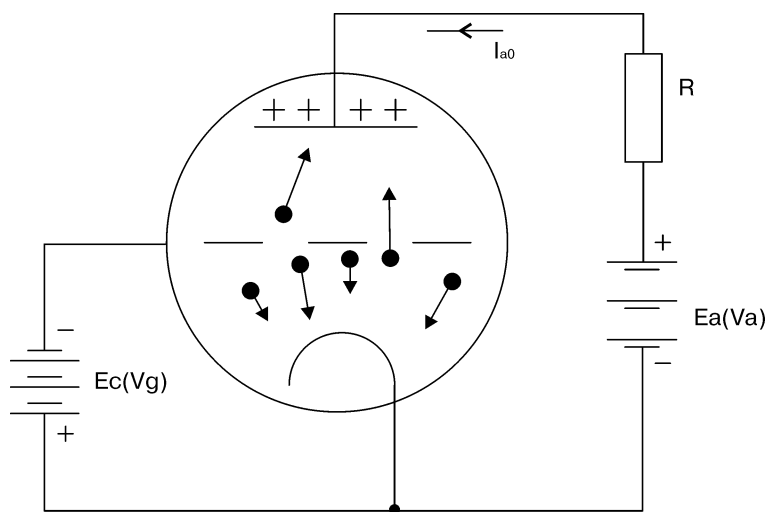 Ia0
+ + + +
R
+
Ea(Va)
−
−
Ec(Vg)
+